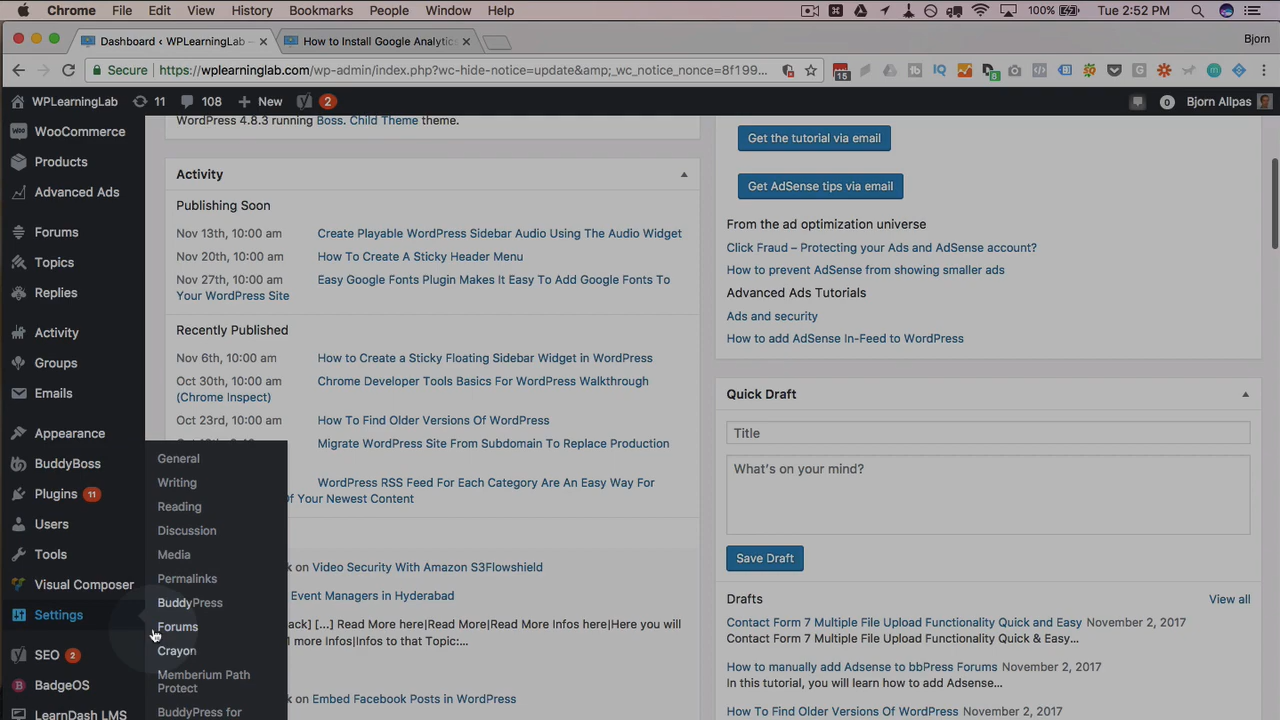 Chrome File Edit View History Bookmarks People Window Help 100% Tue 2:52 PM
Dashboard ‹ WPLearningLab – How to Install Google Analytics Bjorn
Secure https://wplearninglab.com/wp-admin/index.php?wc-hide-notice=update&amp;_wc_notice_nonce=8f199... 15 8
WPLearningLab 11 108 New 2 0 Bjorn Allpas
WooCommerce
Products
Advanced Ads
Forums
Topics
Replies
Activity
Groups
Emails
Appearance
BuddyBoss
Plugins 11
Users
Tools
Visual Composer
Settings
SEO 2
BadgeOS
LearnDash LMS
General
Writing
Reading
Discussion
Media
Permalinks
BuddyPress
Forums
Crayon
Memberium Path
Protect
BuddyPress for
WordPress 4.8.3 running Boss. Child Theme theme.
Activity
Publishing Soon
Nov 13th, 10:00 am Create Playable WordPress Sidebar Audio Using The Audio Widget
Nov 20th, 10:00 am How To Create A Sticky Header Menu
Nov 27th, 10:00 am Easy Google Fonts Plugin Makes It Easy To Add Google Fonts To
Your WordPress Site
Recently Published
Nov 6th, 10:00 am How to Create a Sticky Floating Sidebar Widget in WordPress
Oct 30th, 10:00 am Chrome Developer Tools Basics For WordPress Walkthrough
(Chrome Inspect)
Oct 23rd, 10:00 am How To Find Older Versions Of WordPress
Migrate WordPress Site From Subdomain To Replace Production
WordPress RSS Feed For Each Category Are An Easy Way For
Of Your Newest Content
on Video Security With Amazon S3Flowshield
Event Managers in Hyderabad
[...] Read More here|Read More|Read More Infos here|Here you will
more Infos|Infos to that Topic:...
on Embed Facebook Posts in WordPress
Get the tutorial via email
Get AdSense tips via email
From the ad optimization universe
Click Fraud – Protecting your Ads and AdSense account?
How to prevent AdSense from showing smaller ads
Advanced Ads Tutorials
Ads and security
How to add AdSense In-Feed to WordPress
Quick Draft
Title
What's on your mind?
Save Draft
Drafts View all
Contact Form 7 Multiple File Upload Functionality Quick and Easy November 2, 2017
Contact Form 7 Multiple File Upload Functionality Quick & Easy...
How to manually add Adsense to bbPress Forums November 2, 2017
In this tutorial, you will learn how to add Adsense...
How To Find Older Versions Of WordPress November 2, 2017